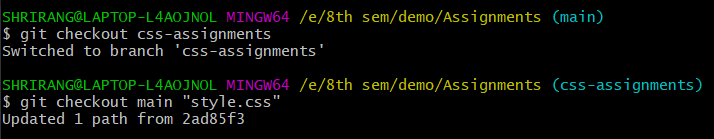 SHRIRANG@LAPTOP-L4AOJNOL MINGW64 /e/8th sem/demo/Assignments (main)
$ git checkout css-assignments
Switched to branch 'css-assignments'
SHRIRANG@LAPTOP-L4AOJNOL MINGW64 /e/8th sem/demo/Assignments (css-assignments)
$ git checkout main "style.css"
Updated 1 path from 2ad85f3